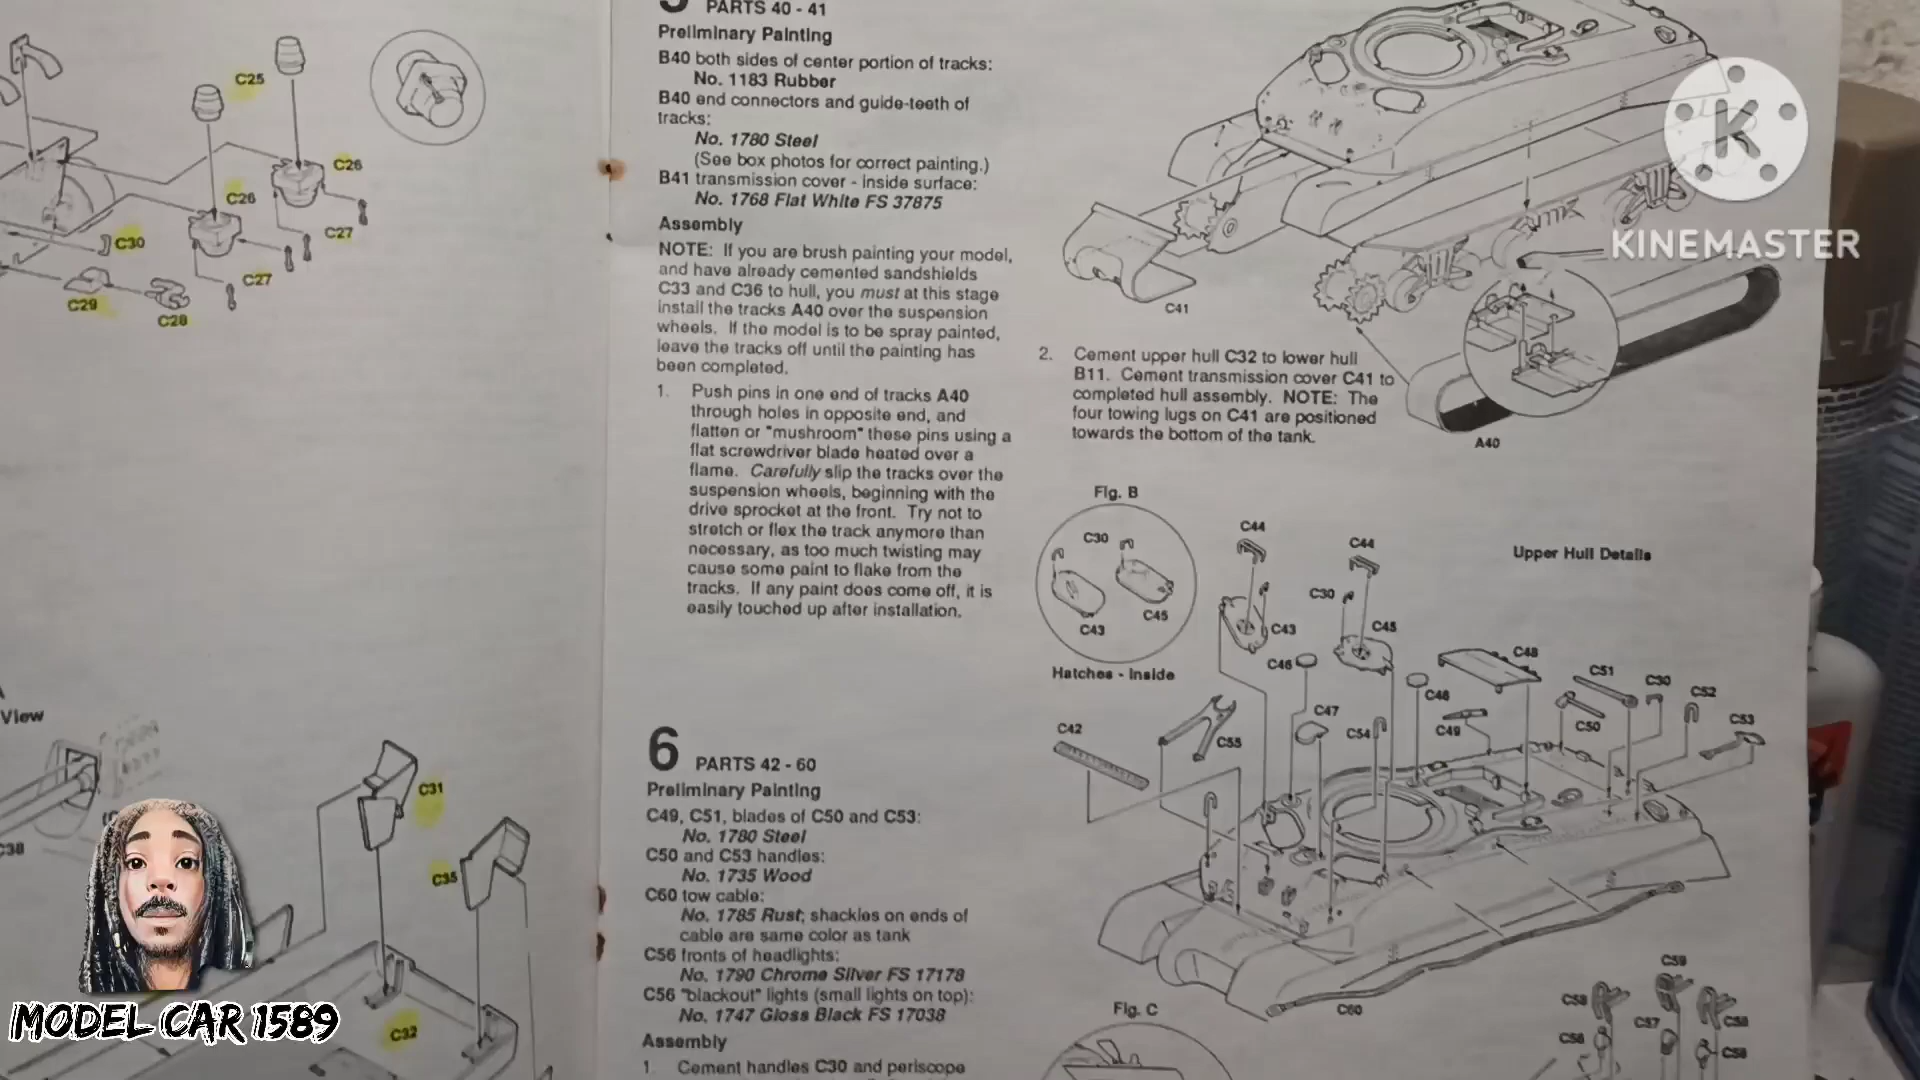 C25
C26
C26
C27
C27
C30
C29
C28
View
C38
C31
C35
C32
MODEL CAR 1589
5 PARTS 40 - 41
Preliminary Painting
B40 both sides of center portion of tracks:
No. 1183 Rubber
B40 end connectors and guide-teeth of
tracks:
No. 1780 Steel
(See box photos for correct painting.)
B41 transmission cover - inside surface:
No. 1768 Flat White FS 37875
Assembly
NOTE: If you are brush painting your model,
and have already cemented sandshields
C33 and C36 to hull, you must at this stage
install the tracks A40 over the suspension
wheels. If the model is to be spray painted,
leave the tracks off until the painting has
been completed.
1. Push pins in one end of tracks A40
through holes in opposite end, and
flatten or "mushroom" these pins using a
flat screwdriver blade heated over a
flame. Carefully slip the tracks over the
suspension wheels, beginning with the
drive sprocket at the front. Try not to
stretch or flex the track anymore than
necessary, as too much twisting may
cause some paint to flake from the
tracks. If any paint does come off, it is
easily touched up after installation.
6 PARTS 42 - 60
Preliminary Painting
C49, C51, blades of C50 and C53:
No. 1780 Steel
C50 and C53 handles:
No. 1735 Wood
C60 tow cable:
No. 1785 Rust; shackles on ends of
cable are same color as tank
C56 fronts of headlights:
No. 1790 Chrome Silver FS 17178
C56 "blackout" lights (small lights on top):
No. 1747 Gloss Black FS 17038
Assembly
1. Cement handles C30 and periscope
K
KINEMASTER
C41
A40
2. Cement upper hull C32 to lower hull
B11. Cement transmission cover C41 to
completed hull assembly. NOTE: The
four towing lugs on C41 are positioned
towards the bottom of the tank.
Fig. B
C30
C43
C45
Hatches - Inside
Upper Hull Details
C44
C44
C30
C43
C45
C46
C46
C48
C51
C30
C52
C50
C53
C47
C54
C49
C42
C55
C60
Fig. C
C59
C58
C57
C58
C56
C56